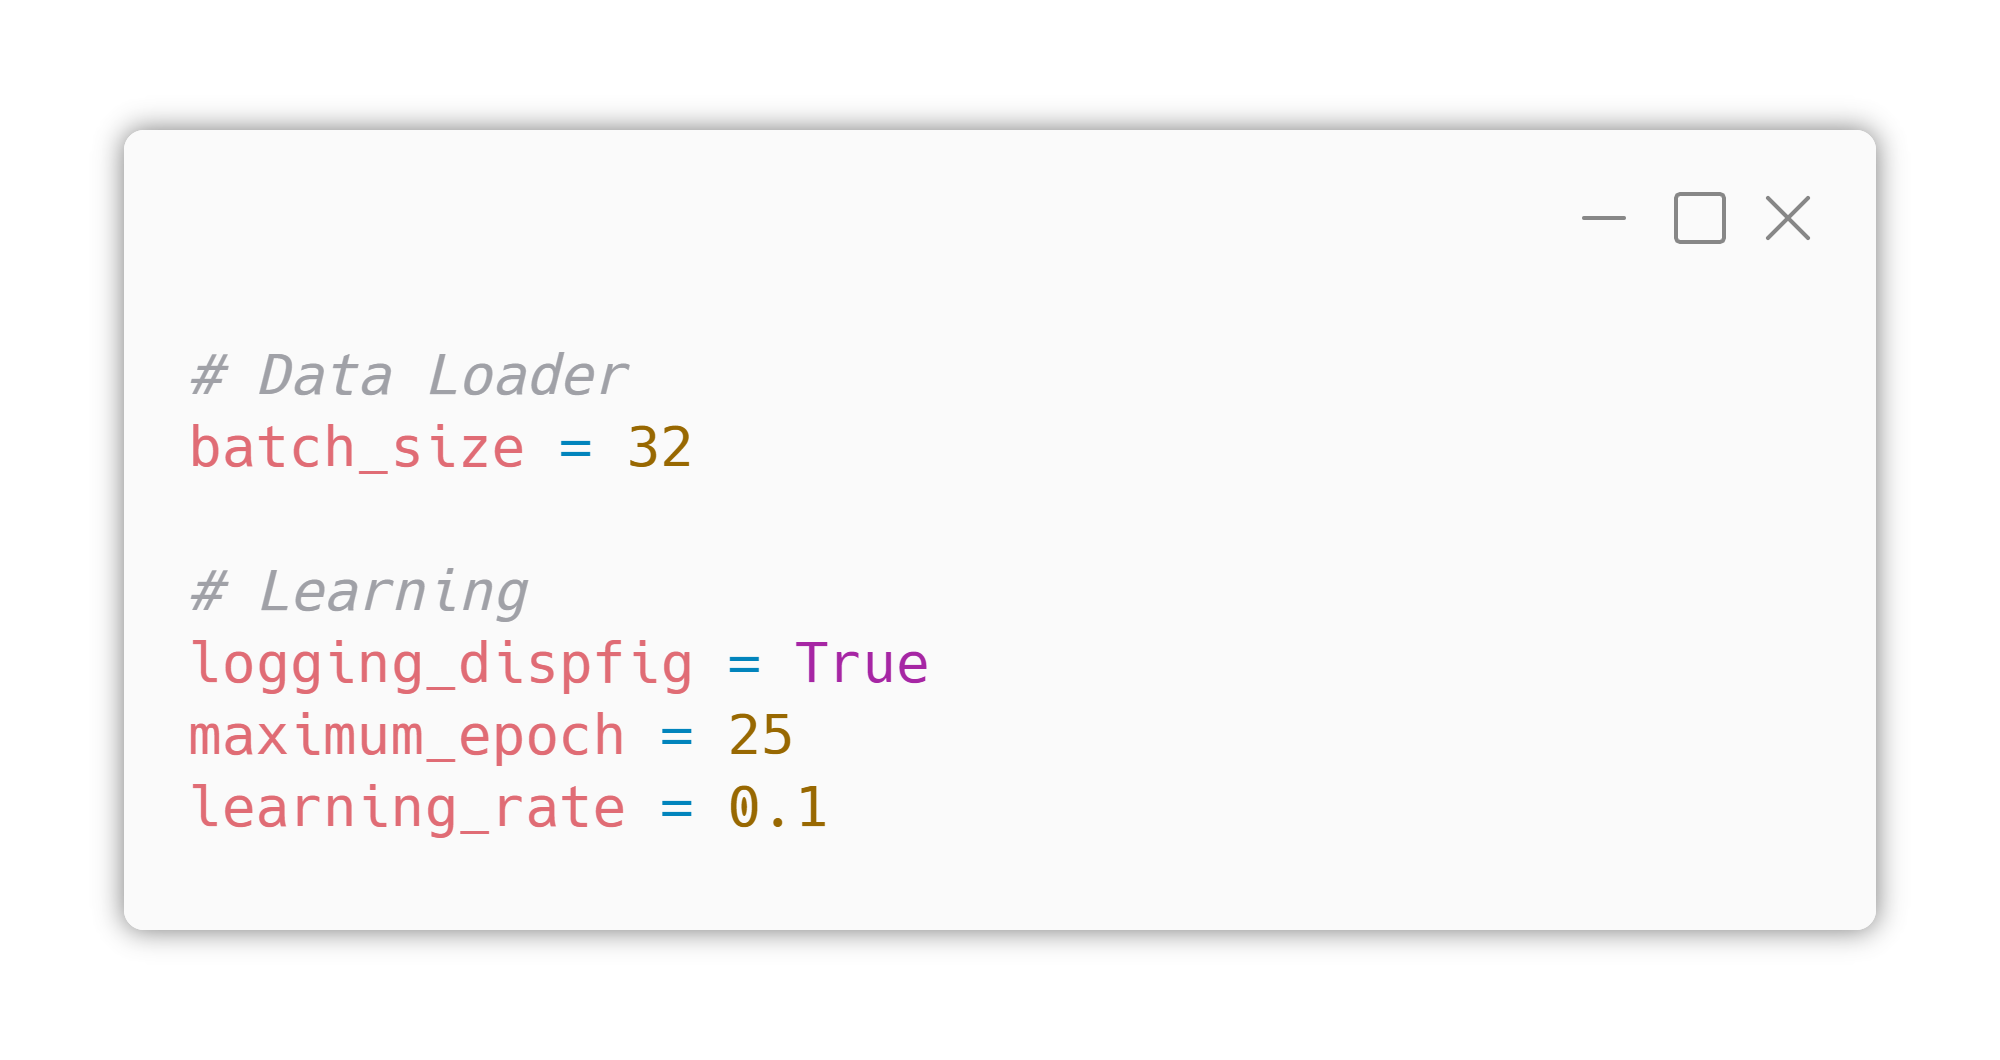 # Data Loader
batch_size = 32

# Learning
logging_dispfig = True
maximum_epoch = 25
learning_rate = 0.1